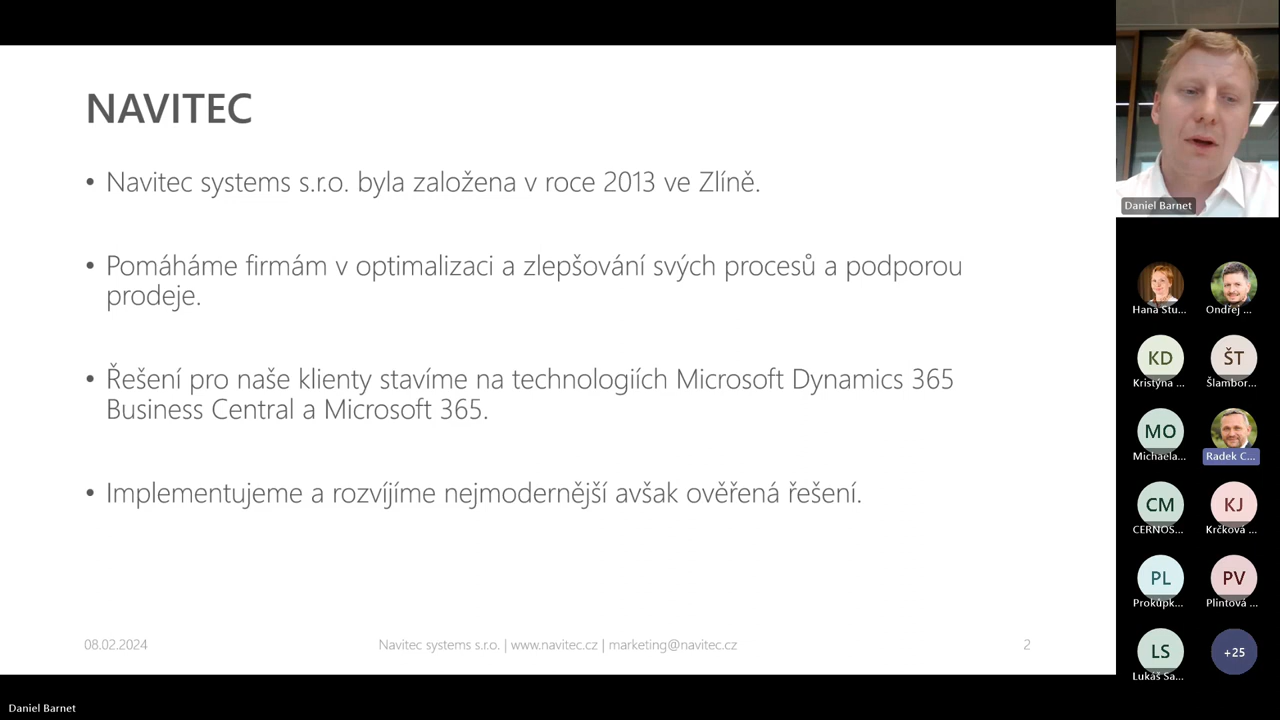 NAVITEC
• Navitec systems s.r.o. byla založena v roce 2013 ve Zlíně.
• Pomáháme firmám v optimalizaci a zlepšování svých procesů a podporou
prodeje.
• Řešení pro naše klienty stavíme na technologiích Microsoft Dynamics 365
Business Central a Microsoft 365.
• Implementujeme a rozvíjíme nejmodernější avšak ověřená řešení.
08.02.2024
Navitec systems s.r.o. | www.navitec.cz | marketing@navitec.cz
2
Daniel Barnet
Hana Stu...
Ondřej ...
KD
Kristýna ...
ŠT
Šlambor...
MO
Michaela...
Radek C...
CM
CERNOS...
KJ
Krčková ...
PL
Prokůpk...
PV
Plintová ...
LS
Lukáš Sa...
+25
Daniel Barnet